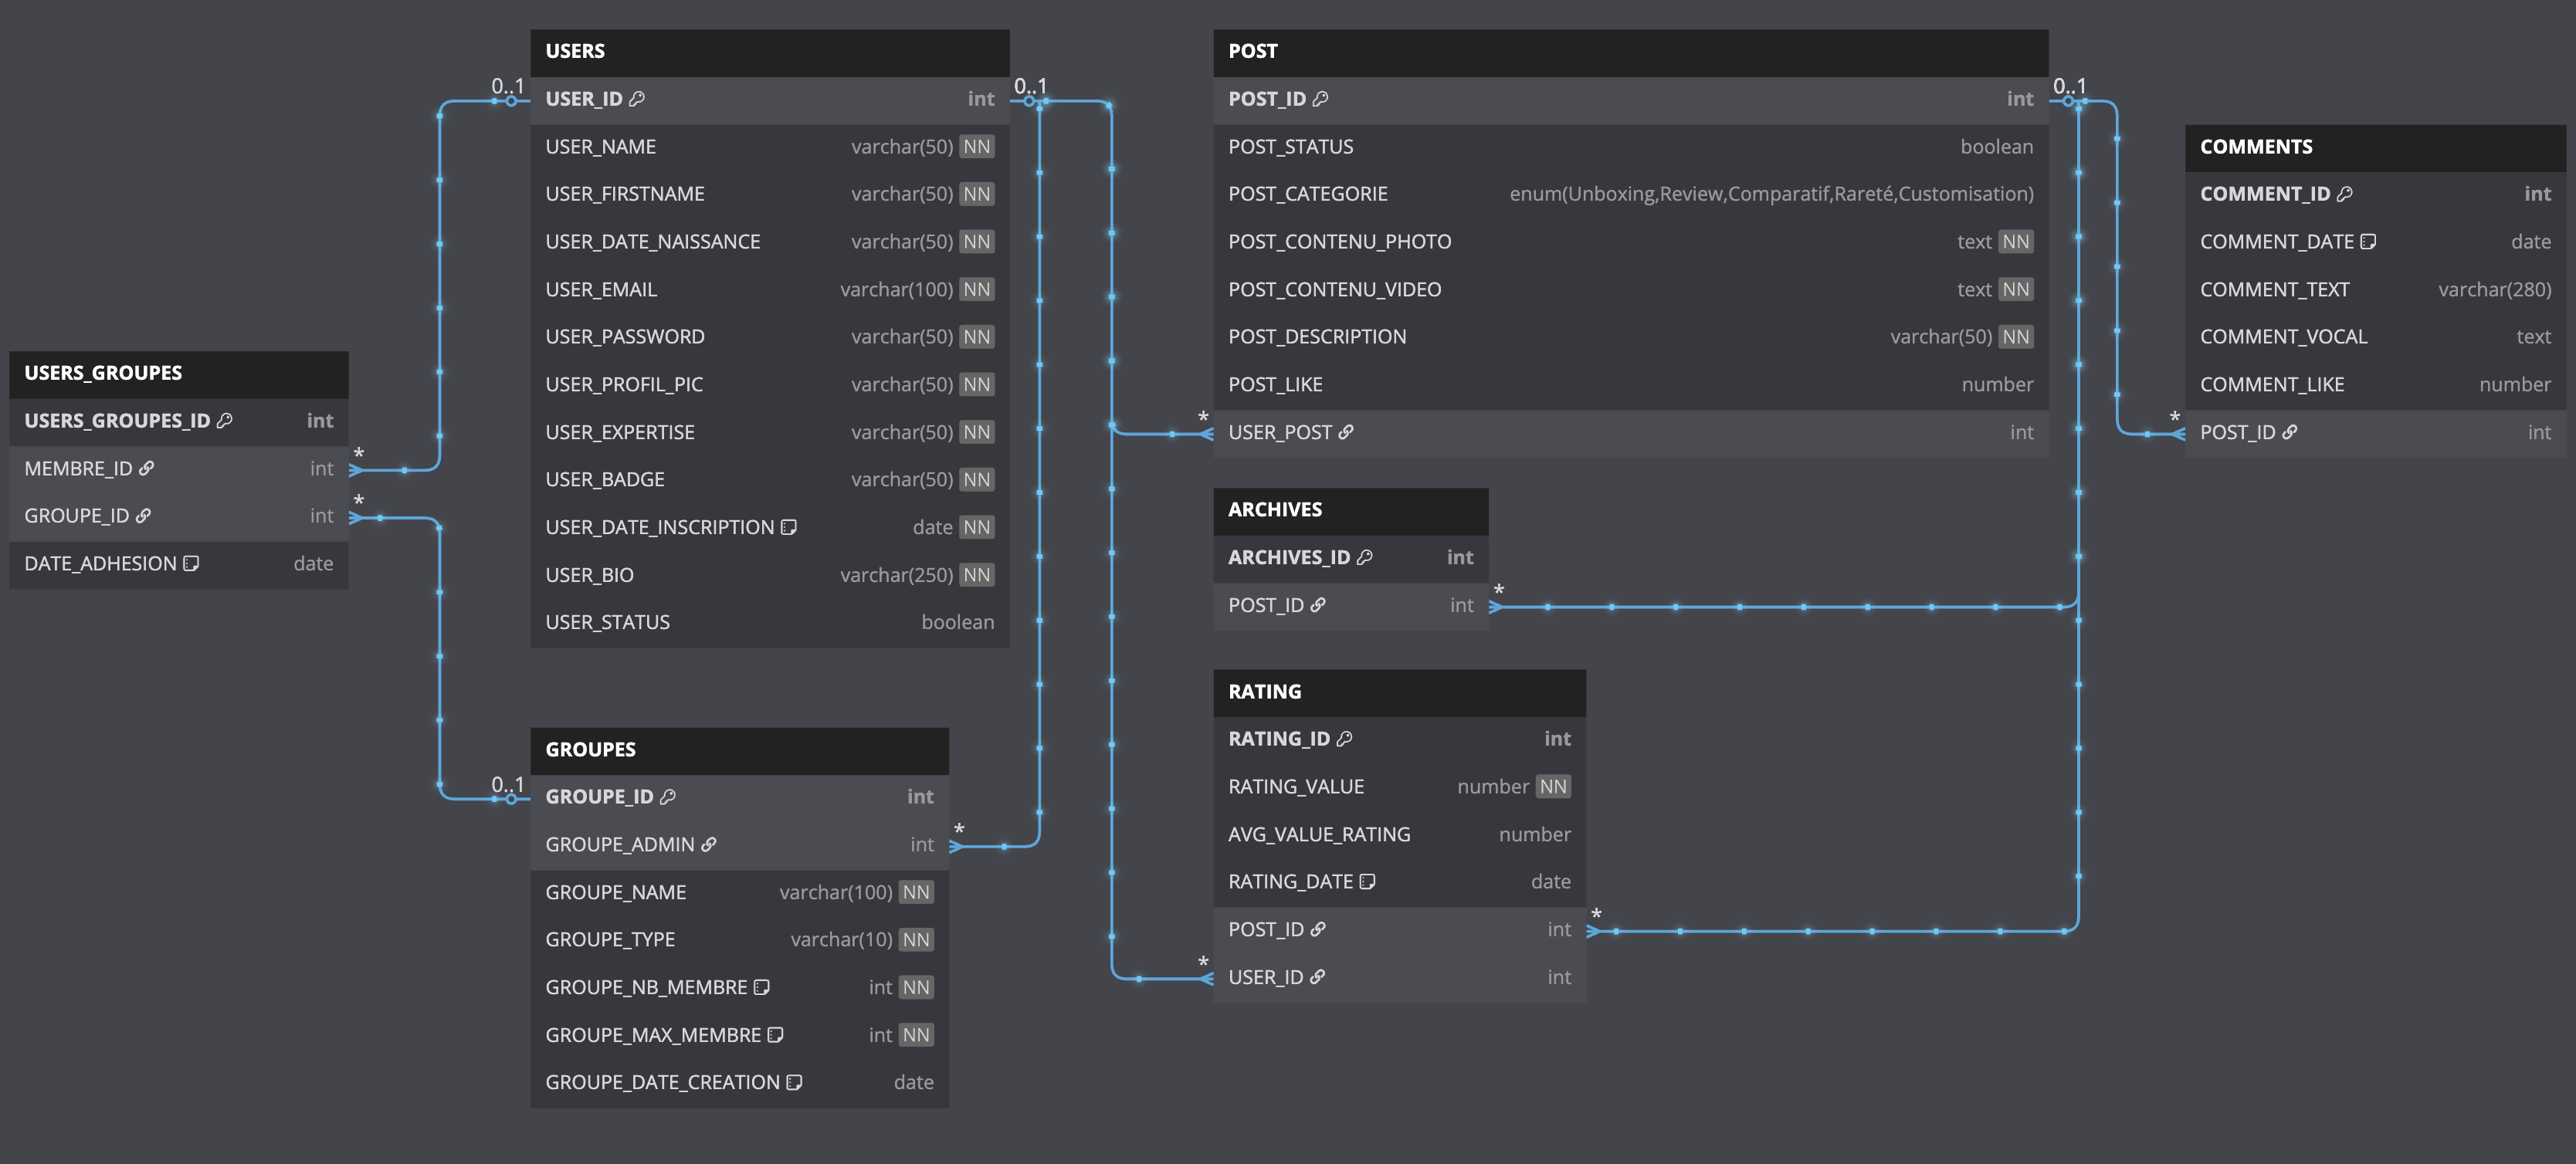 USERS_GROUPES
USERS_GROUPES_ID int
MEMBRE_ID int
GROUPE_ID int
DATE_ADHESION date
*
*
0..1
0..1
USERS
USER_ID int
USER_NAME varchar(50) NN
USER_FIRSTNAME varchar(50) NN
USER_DATE_NAISSANCE varchar(50) NN
USER_EMAIL varchar(100) NN
USER_PASSWORD varchar(50) NN
USER_PROFIL_PIC varchar(50) NN
USER_EXPERTISE varchar(50) NN
USER_BADGE varchar(50) NN
USER_DATE_INSCRIPTION date NN
USER_BIO varchar(250) NN
USER_STATUS boolean
0..1
GROUPES
GROUPE_ID int
GROUPE_ADMIN int
GROUPE_NAME varchar(100) NN
GROUPE_TYPE varchar(10) NN
GROUPE_NB_MEMBRE int NN
GROUPE_MAX_MEMBRE int NN
GROUPE_DATE_CREATION date
*
POST
POST_ID int
POST_STATUS boolean
POST_CATEGORIE enum(Unboxing,Review,Comparatif,Rareté,Customisation)
POST_CONTENU_PHOTO text NN
POST_CONTENU_VIDEO text NN
POST_DESCRIPTION varchar(50) NN
POST_LIKE number
USER_POST int
*
0..1
ARCHIVES
ARCHIVES_ID int
POST_ID int
*
RATING
RATING_ID int
RATING_VALUE number NN
AVG_VALUE_RATING number
RATING_DATE date
POST_ID int
USER_ID int
*
*
COMMENTS
COMMENT_ID int
COMMENT_DATE date
COMMENT_TEXT varchar(280)
COMMENT_VOCAL text
COMMENT_LIKE number
POST_ID int
*